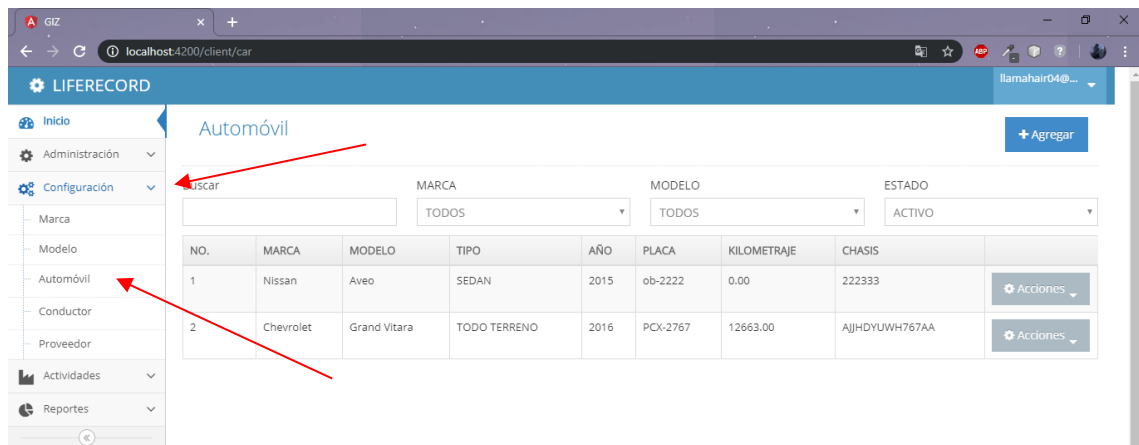 GIZ
localhost:4200/client/car
ABP
LIFERECORD
llamahair04@...
Inicio
Administración
Configuración
Marca
Modelo
Automóvil
Conductor
Proveedor
Actividades
Reportes
Automóvil
+ Agregar
Buscar MARCA MODELO ESTADO
TODOS TODOS ACTIVO
NO. MARCA MODELO TIPO AÑO PLACA KILOMETRAJE CHASIS
1 Nissan Aveo SEDAN 2015 ob-2222 0.00 222333 Acciones
2 Chevrolet Grand Vitara TODO TERRENO 2016 PCX-2767 12663.00 AJJHDYUWH767AA Acciones